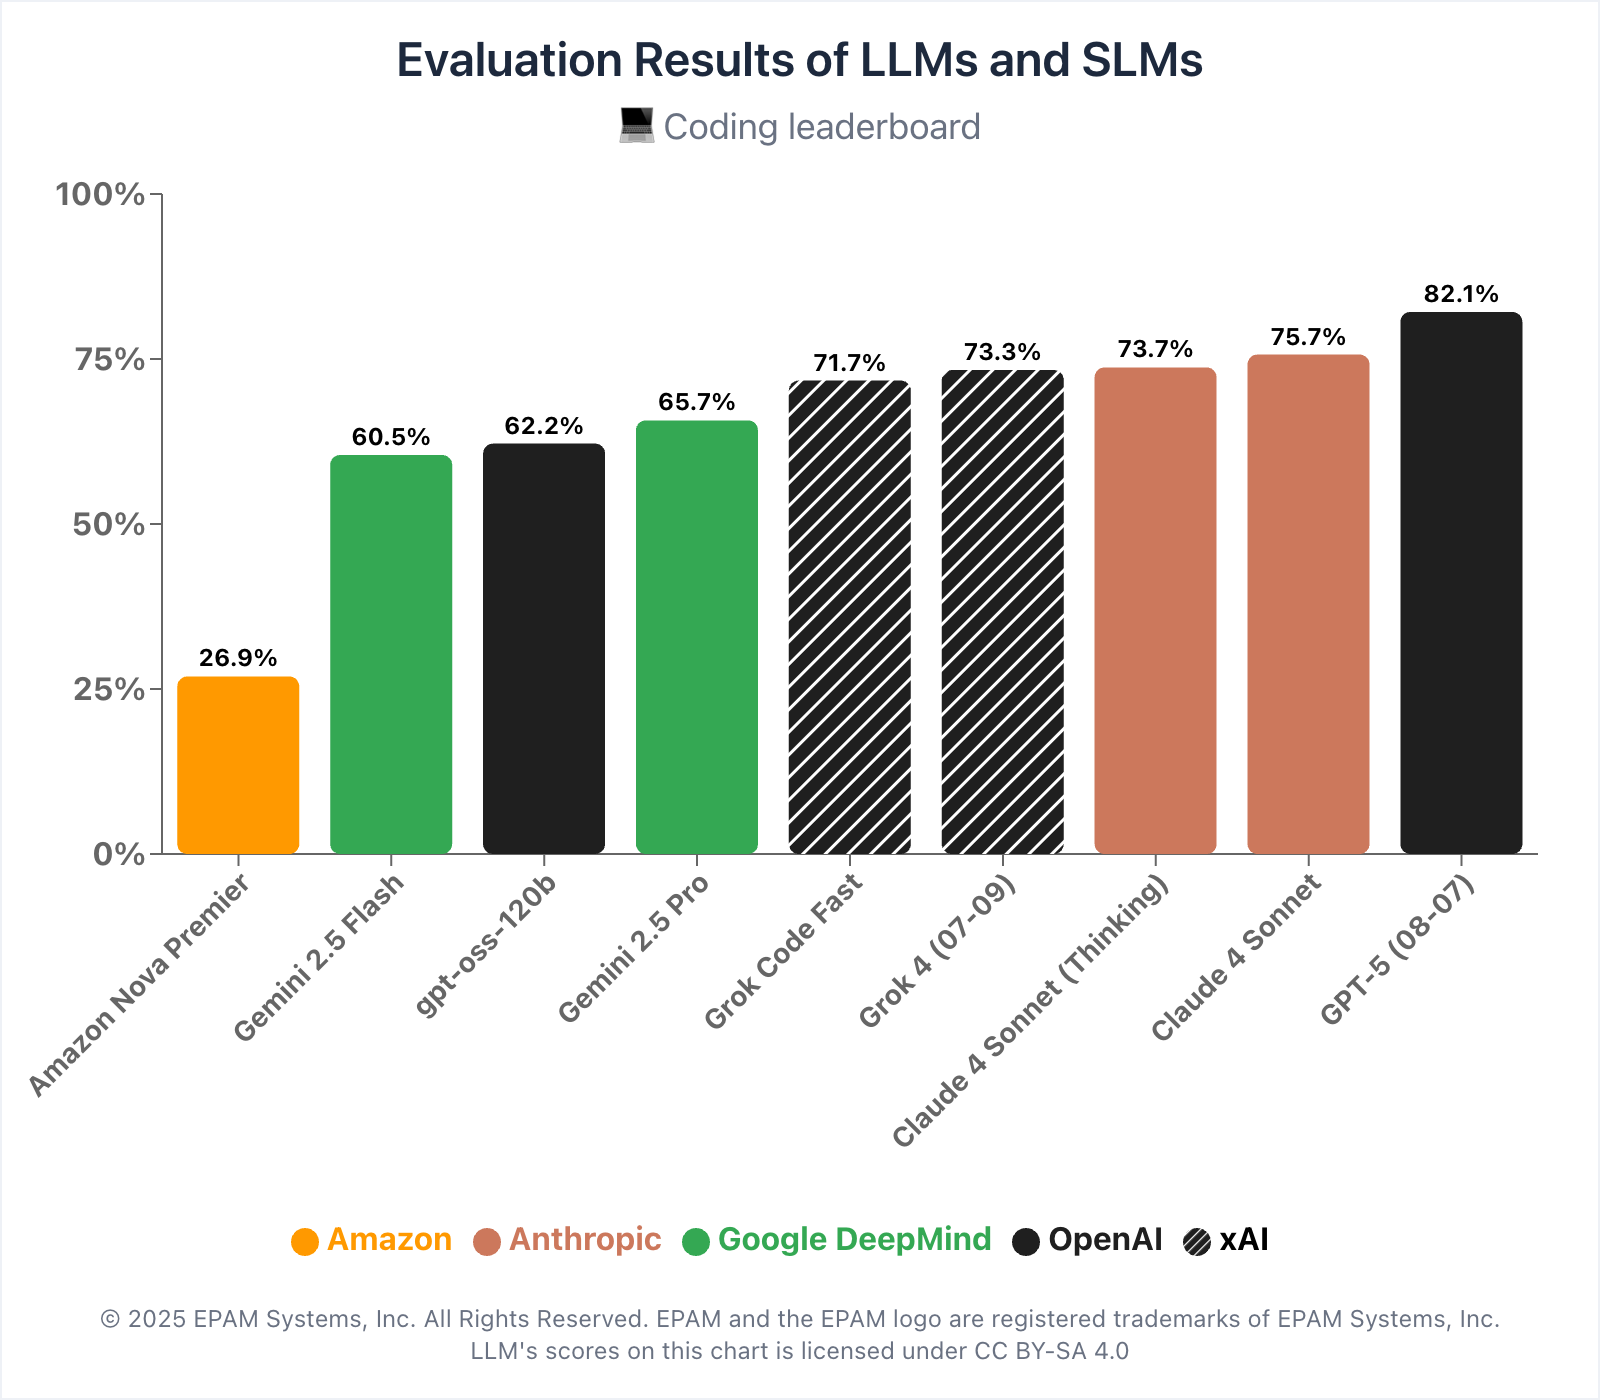 Evaluation Results of LLMs and SLMs
Coding leaderboard
100%
75%
50%
25%
0%
26.9%
60.5%
62.2%
65.7%
71.7%
73.3%
73.7%
75.7%
82.1%
Amazon Nova Premier
Gemini 2.5 Flash
gpt-oss-120b
Gemini 2.5 Pro
Grok Code Fast
Grok 4 (07-09)
Claude 4 Sonnet (Thinking)
Claude 4 Sonnet
GPT-5 (08-07)
Amazon Anthropic Google DeepMind OpenAI xAI
© 2025 EPAM Systems, Inc. All Rights Reserved. EPAM and the EPAM logo are registered trademarks of EPAM Systems, Inc.
LLM's scores on this chart is licensed under CC BY-SA 4.0